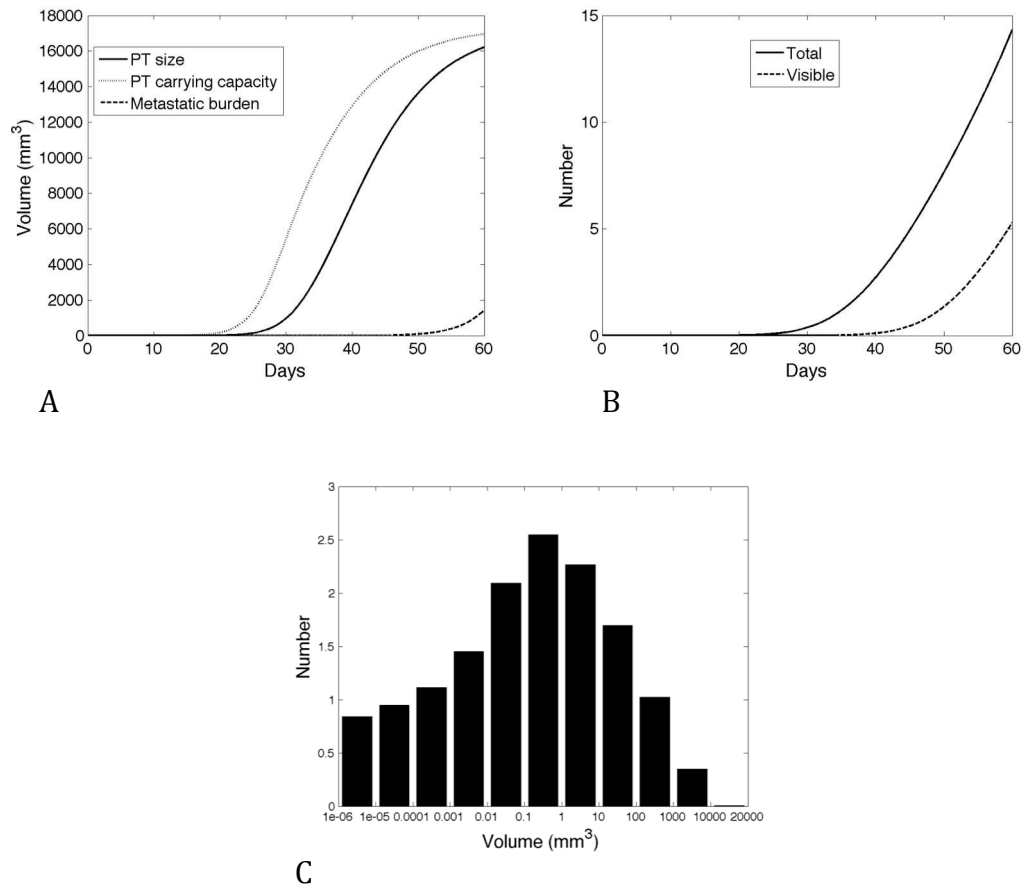 18000
16000
14000
12000
10000
8000
6000
4000
2000
0
Volume (mm3)
PT size
PT carrying capacity
Metastatic burden
0 10 20 30 40 50 60
Days
A
15
10
5
0
Number
Total
Visible
0 10 20 30 40 50 60
Days
B
3
2.5
2
1.5
1
0.5
0
Number
1e-06 1e-05 0.0001 0.001 0.01 0.1 1 10 100 1000 10000 20000
Volume (mm3)
C